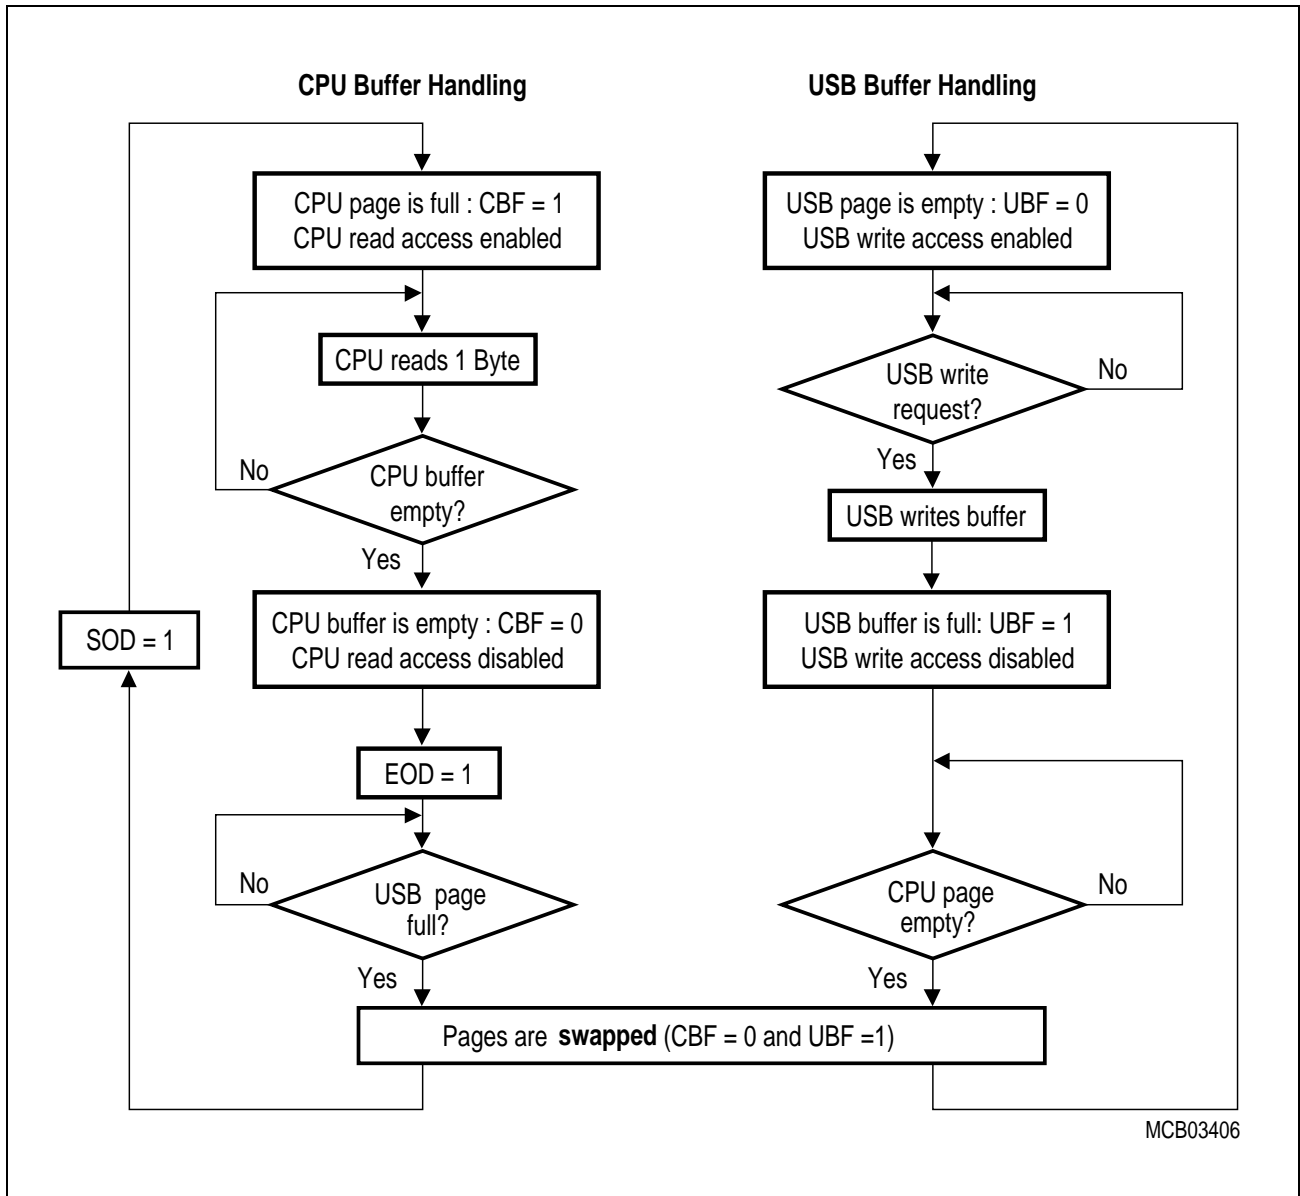 CPU Buffer Handling
CPU page is full : CBF = 1
CPU read access enabled
CPU reads 1 Byte
No
CPU buffer
empty?
Yes
SOD = 1
CPU buffer is empty : CBF = 0
CPU read access disabled
EOD = 1
No
USB page
full?
Yes
USB Buffer Handling
USB page is empty : UBF = 0
USB write access enabled
USB write
request?
No
Yes
USB writes buffer
USB buffer is full: UBF = 1
USB write access disabled
CPU page
empty?
No
Yes
Pages are swapped (CBF = 0 and UBF =1)
MCB03406